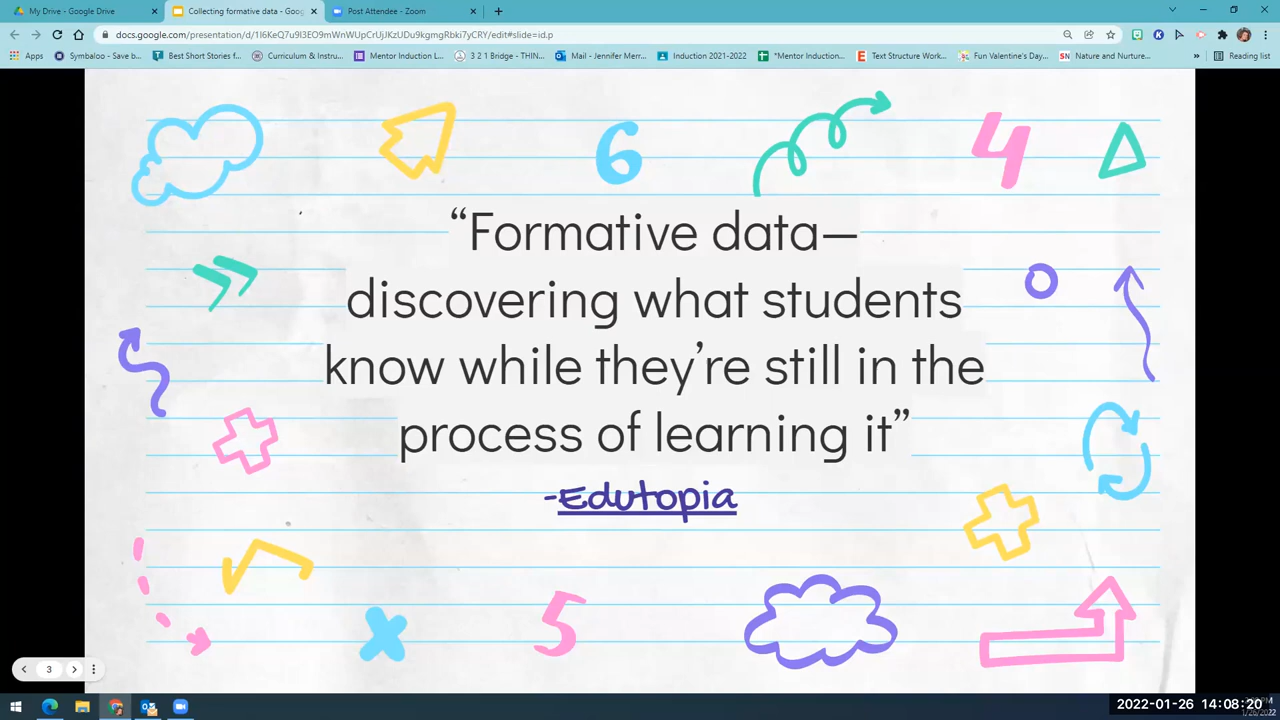 My Drive - Google Drive
Collecting formative data - Goog
Post Attendee - Zoom
docs.google.com/presentation/d/1I6KeQ7u9I3EO9mWnWUpCrUjJKzUDu9kgmgRbki7yCRY/edit#slide=id.p
Apps
Symbaloo - Save b...
Best Short Stories f...
Curriculum & Instru...
Mentor Induction L...
3 2 1 Bridge - THIN...
Mail - Jennifer Merr...
Induction 2021-2022
*Mentor Induction...
Text Structure Work...
Fun Valentine's Day...
Nature and Nurture...
Reading list
6
4
“Formative data—
discovering what students
know while they’re still in the
process of learning it”
-Edutopia
5
3
2022-01-26 14:08:20